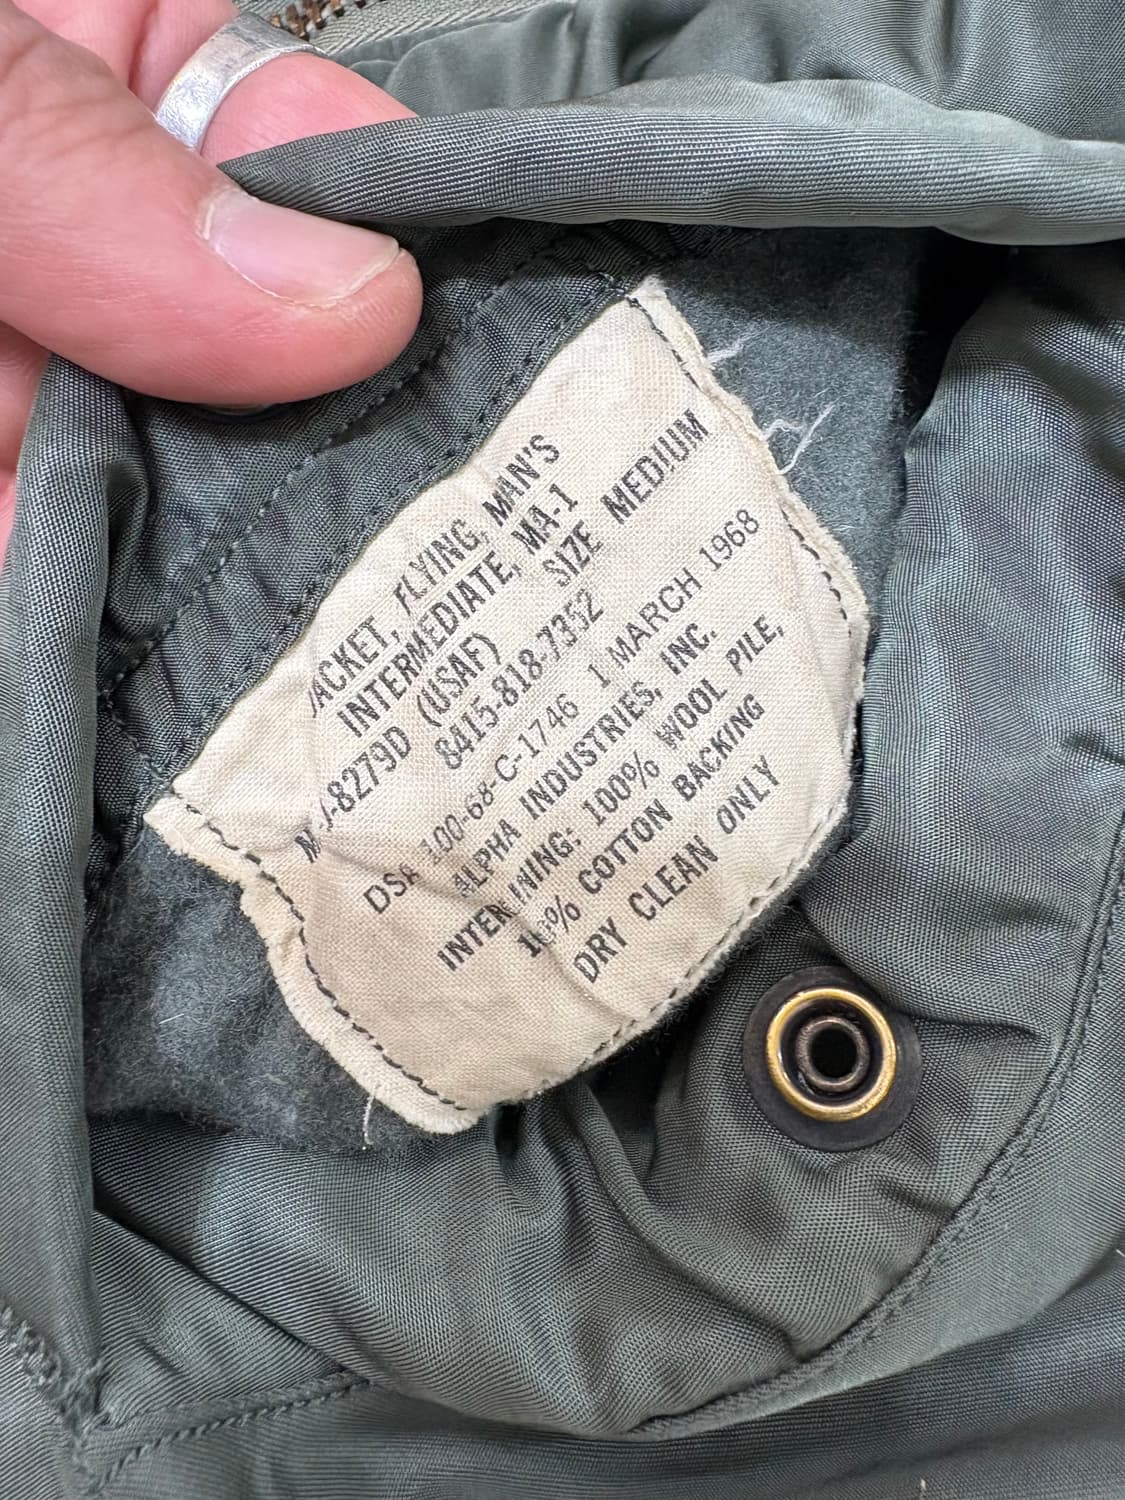 JACKET, FLYING, MAN'S
INTERMEDIATE, MA-1
(USAF) SIZE MEDIUM
8279D
8415-818-7352
DSA 100-68-C-1746 1 MARCH 1968
ALPHA INDUSTRIES, INC.
INTERLINING: 100% WOOL PILE,
100% COTTON BACKING
DRY CLEAN ONLY